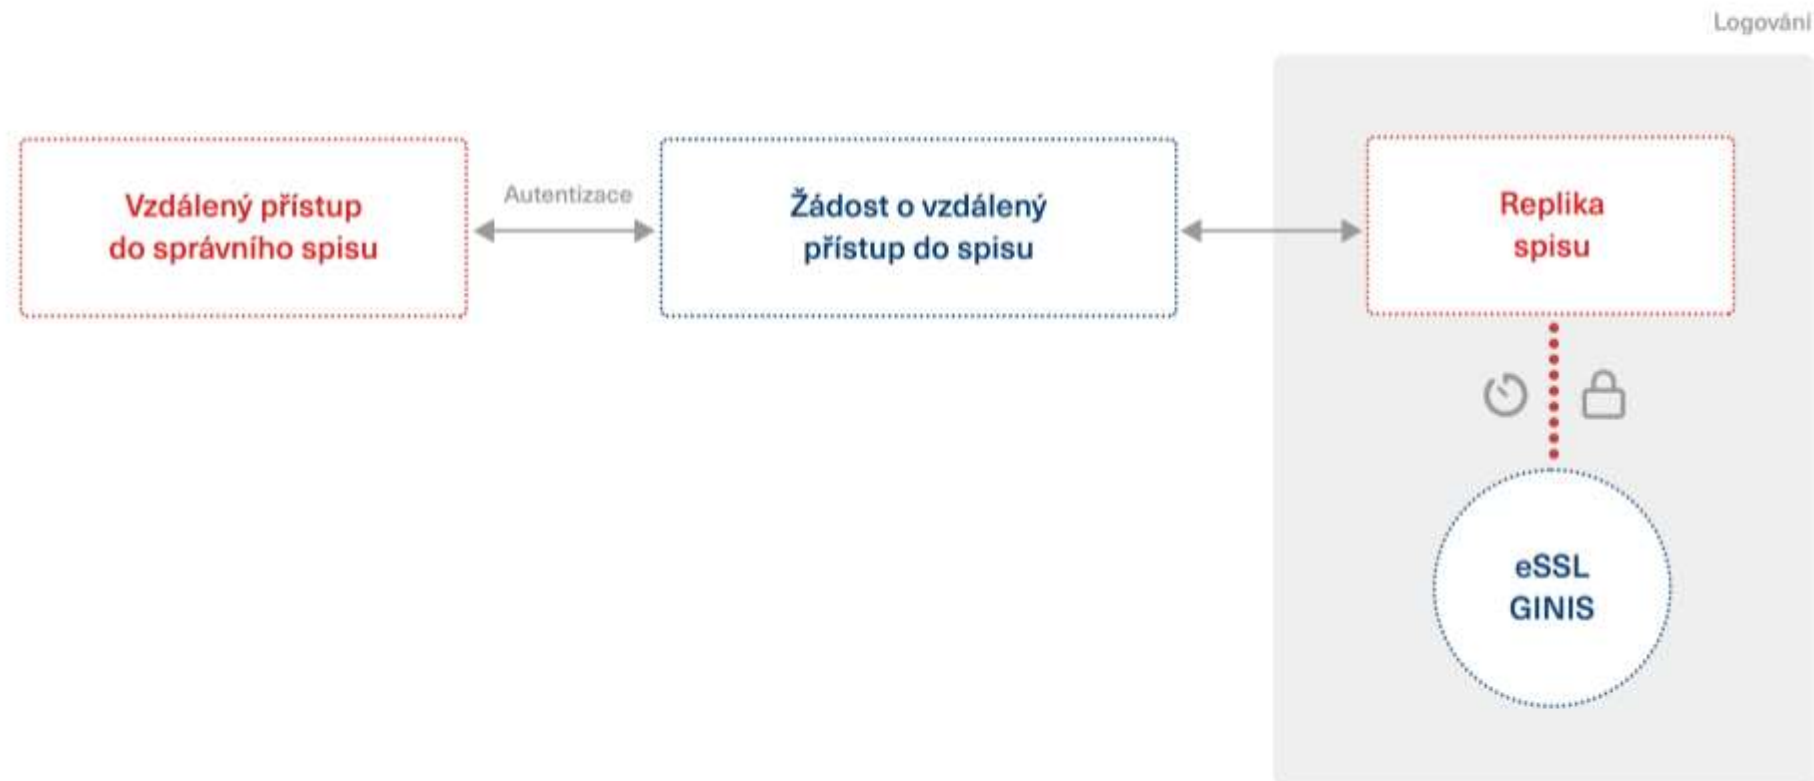 Logování
Vzdálený přístup
do správního spisu
Autentizace
Žádost o vzdálený
přístup do spisu
Replika
spisu
eSSL
GINIS